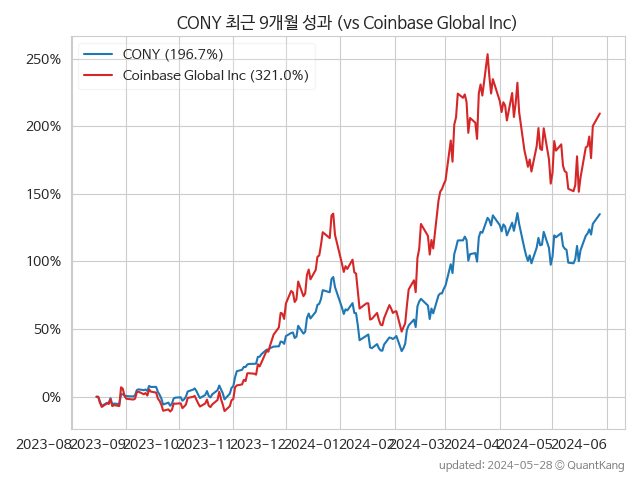 CONY 최근 9개월 성과 (vs Coinbase Global Inc)
CONY (196.7%)
Coinbase Global Inc (321.0%)
250%
200%
150%
100%
50%
0%
2023-08 2023-09 2023-10 2023-11 2023-12 2024-01 2024-02 2024-03 2024-04 2024-05 2024-06
updated: 2024-05-28 © QuantKang